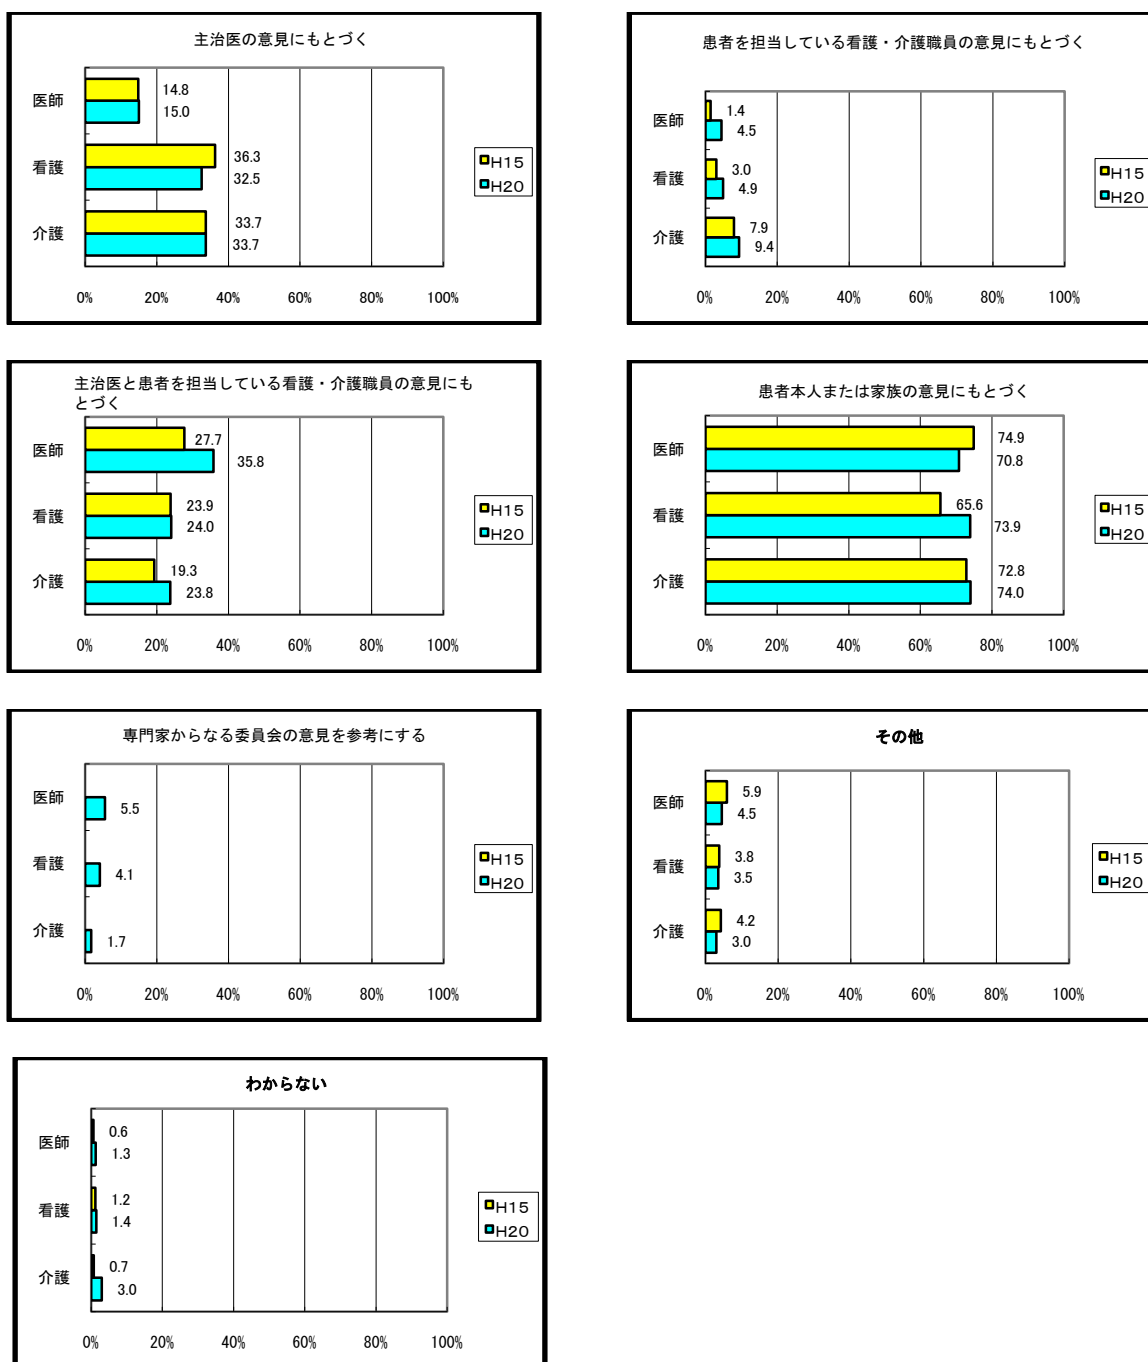 主治医の意見にもとづく
医師
14.8
15.0
看護
36.3
32.5
介護
33.7
33.7
0% 20% 40% 60% 80% 100%
H15
H20
患者を担当している看護・介護職員の意見にもとづく
医師
1.4
4.5
看護
3.0
4.9
介護
7.9
9.4
0% 20% 40% 60% 80% 100%
H15
H20
主治医と患者を担当している看護・介護職員の意見にも
とづく
医師
27.7
35.8
看護
23.9
24.0
介護
19.3
23.8
0% 20% 40% 60% 80% 100%
H15
H20
患者本人または家族の意見にもとづく
医師
74.9
70.8
看護
65.6
73.9
介護
72.8
74.0
0% 20% 40% 60% 80% 100%
H15
H20
専門家からなる委員会の意見を参考にする
医師
5.5
看護
4.1
介護
1.7
0% 20% 40% 60% 80% 100%
H15
H20
その他
医師
5.9
4.5
看護
3.8
3.5
介護
4.2
3.0
0% 20% 40% 60% 80% 100%
H15
H20
わからない
医師
0.6
1.3
看護
1.2
1.4
介護
0.7
3.0
0% 20% 40% 60% 80% 100%
H15
H20